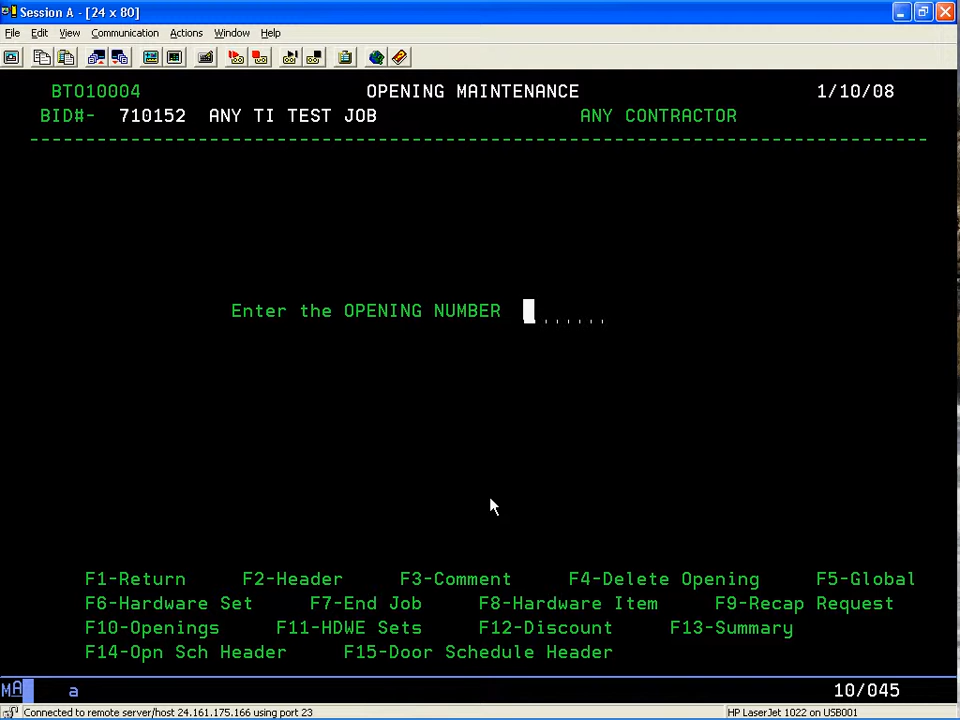 Session A - [24 x 80]
File Edit View Communication Actions Window Help
BTO10004 OPENING MAINTENANCE 1/10/08
BID#- 710152 ANY TI TEST JOB ANY CONTRACTOR
Enter the OPENING NUMBER
F1-Return F2-Header F3-Comment F4-Delete Opening F5-Global
F6-Hardware Set F7-End Job F8-Hardware Item F9-Recap Request
F10-Openings F11-HDWE Sets F12-Discount F13-Summary
F14-Opn Sch Header F15-Door Schedule Header
MA a 10/045
Connected to remote server/host 24.161.175.166 using port 23 HP LaserJet 1022 on USB001